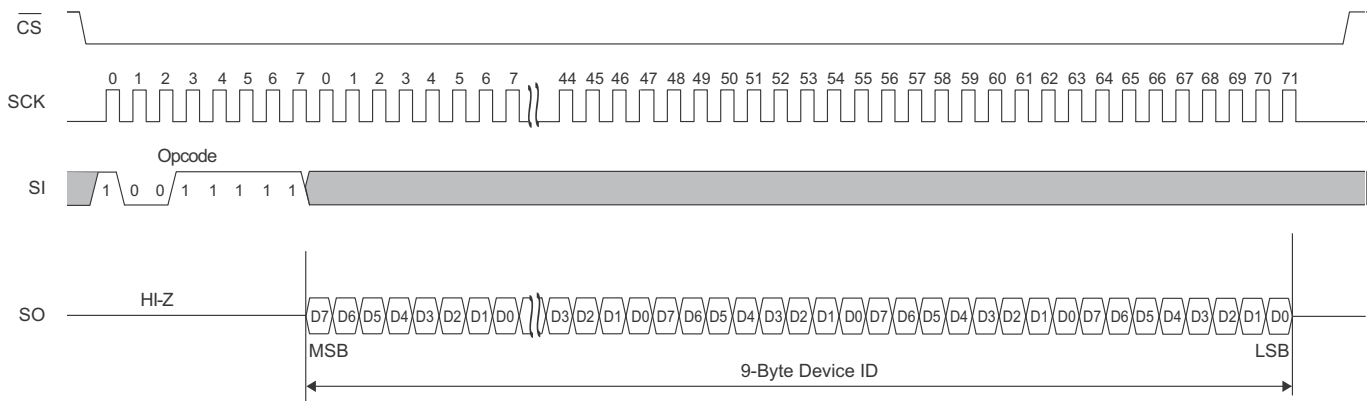 CS
0 1 2 3 4 5 6 7 0 1 2 3 4 5 6 7 44 45 46 47 48 49 50 51 52 53 54 55 56 57 58 59 60 61 62 63 64 65 66 67 68 69 70 71
SCK
Opcode
SI 1 0 0 1 1 1 1 1
HI-Z
SO D7 D6 D5 D4 D3 D2 D1 D0 D3 D2 D1 D0 D7 D6 D5 D4 D3 D2 D1 D0 D7 D6 D5 D4 D3 D2 D1 D0 D7 D6 D5 D4 D3 D2 D1 D0
MSB LSB
9-Byte Device ID